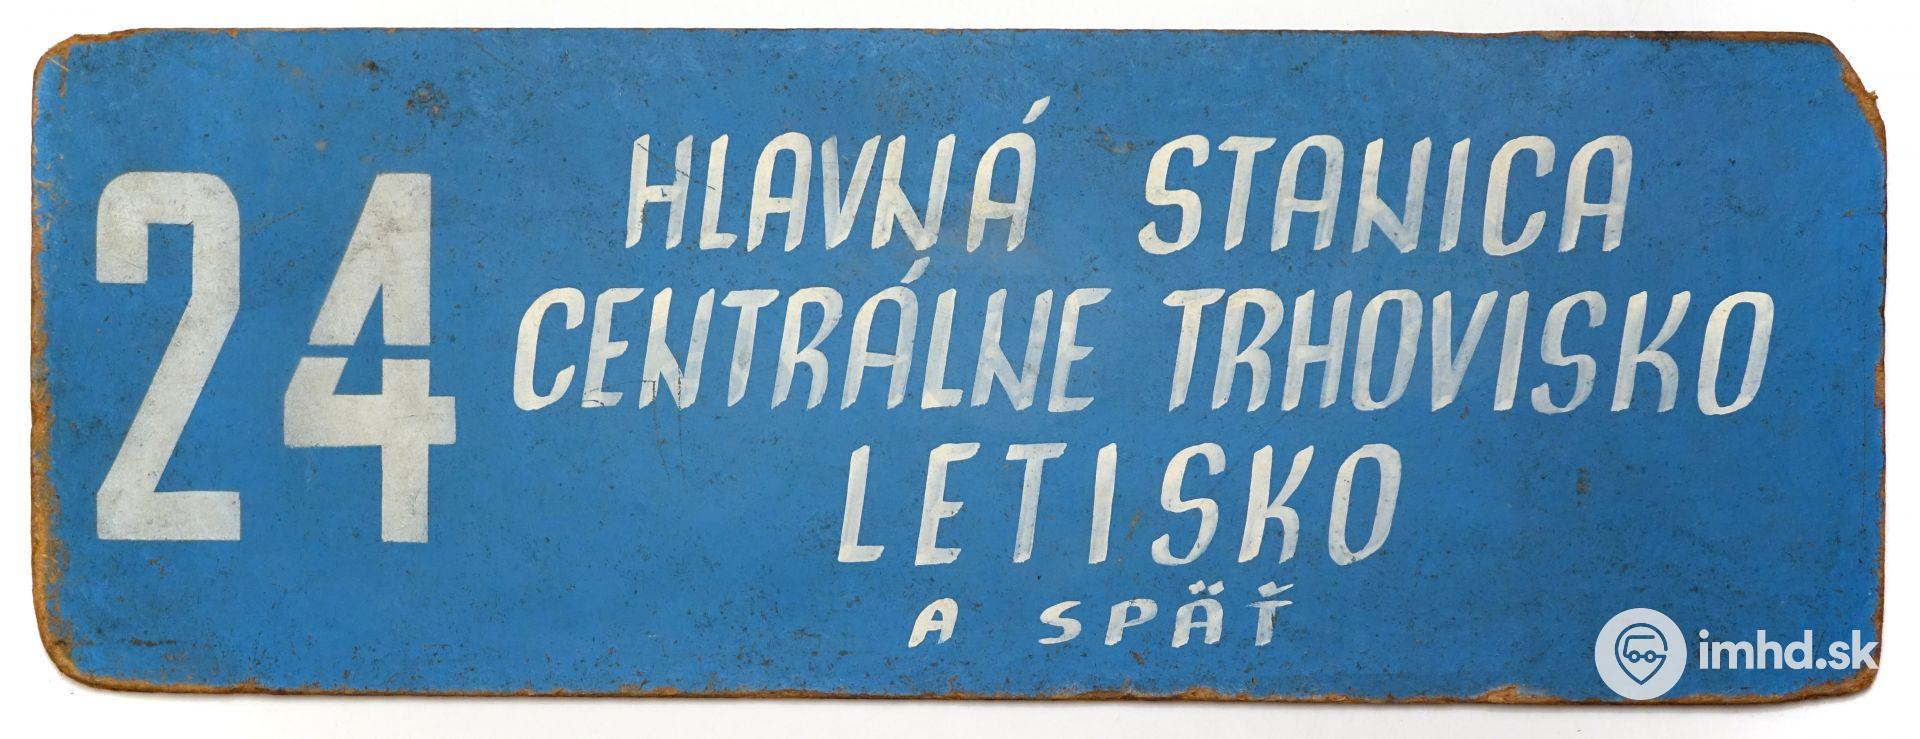 24
HLAVNÁ STANICA
CENTRÁLNE TRHOVISKO
LETISKO
A SPÄŤ
imhd.sk